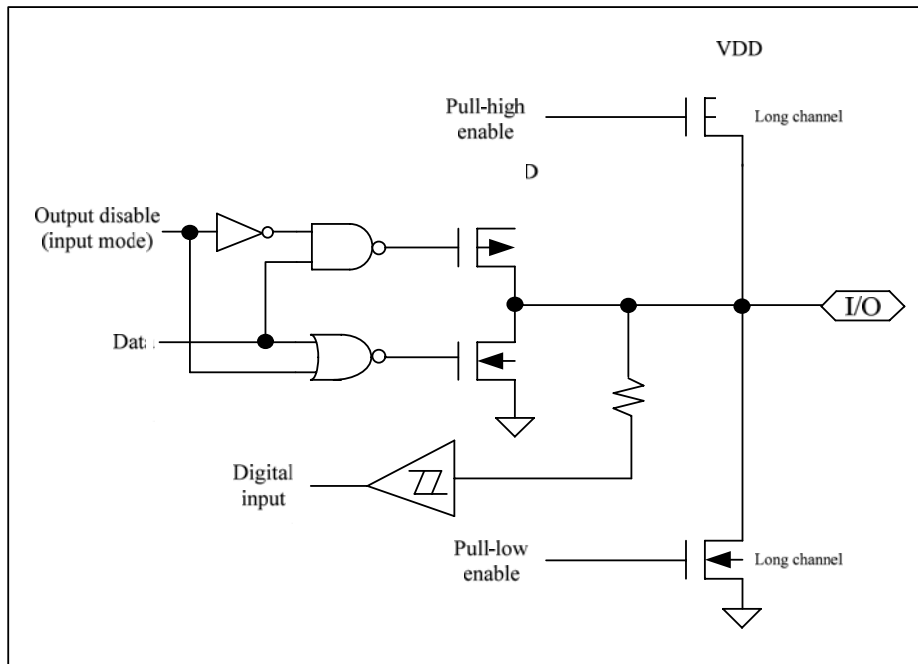 VDD
Pull-high
enable
Long channel
D
Output disable
(input mode)
I/O
Digital
input
Pull-low
enable
Long channel